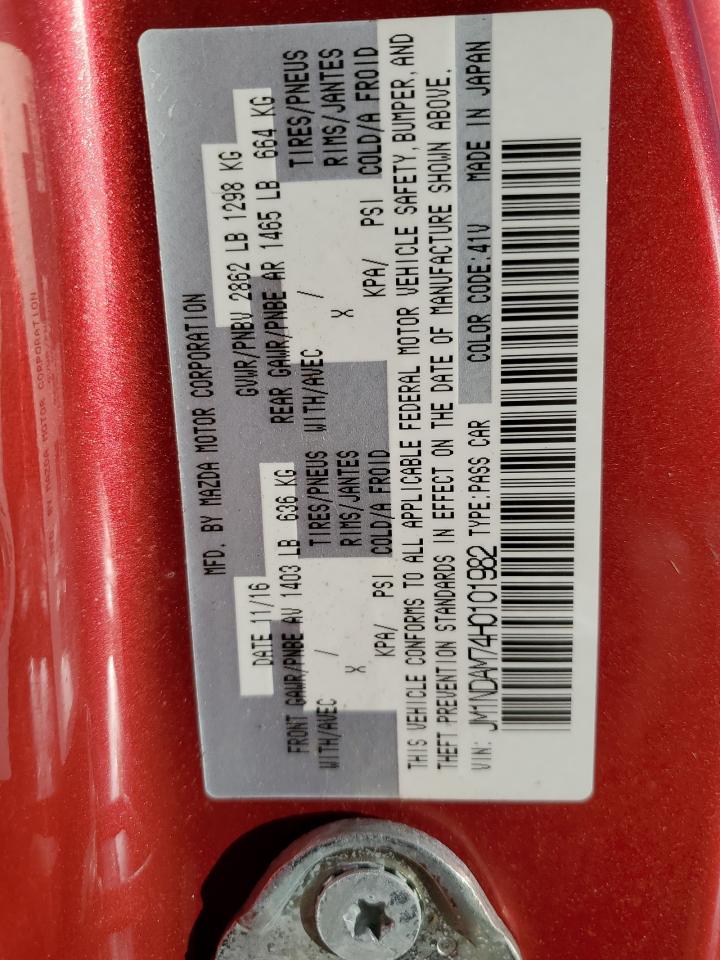 MFD. BY MAZDA MOTOR CORPORATION
DATE 11/16 GVWR/PNBV 2862 LB 1298 KG
FRONT GAWR/PNBE AV 1403 LB 636 KG REAR GAWR/PNBE AR 1465 LB 664 KG
WITH/AVEC TIRES/PNEUS WITH/AVEC / TIRES/PNEUS
X RIMS/JANTES X RIMS/JANTES
KPA/ PSI COLD/A FROID KPA/ PSI COLD/A FROID
THIS VEHICLE CONFORMS TO ALL APPLICABLE FEDERAL MOTOR VEHICLE SAFETY, BUMPER, AND
THEFT PREVENTION STANDARDS IN EFFECT ON THE DATE OF MANUFACTURE SHOWN ABOVE.
VIN: JM1NDAM74H0101982 TYPE:PASS CAR COLOR CODE:41V MADE IN JAPAN